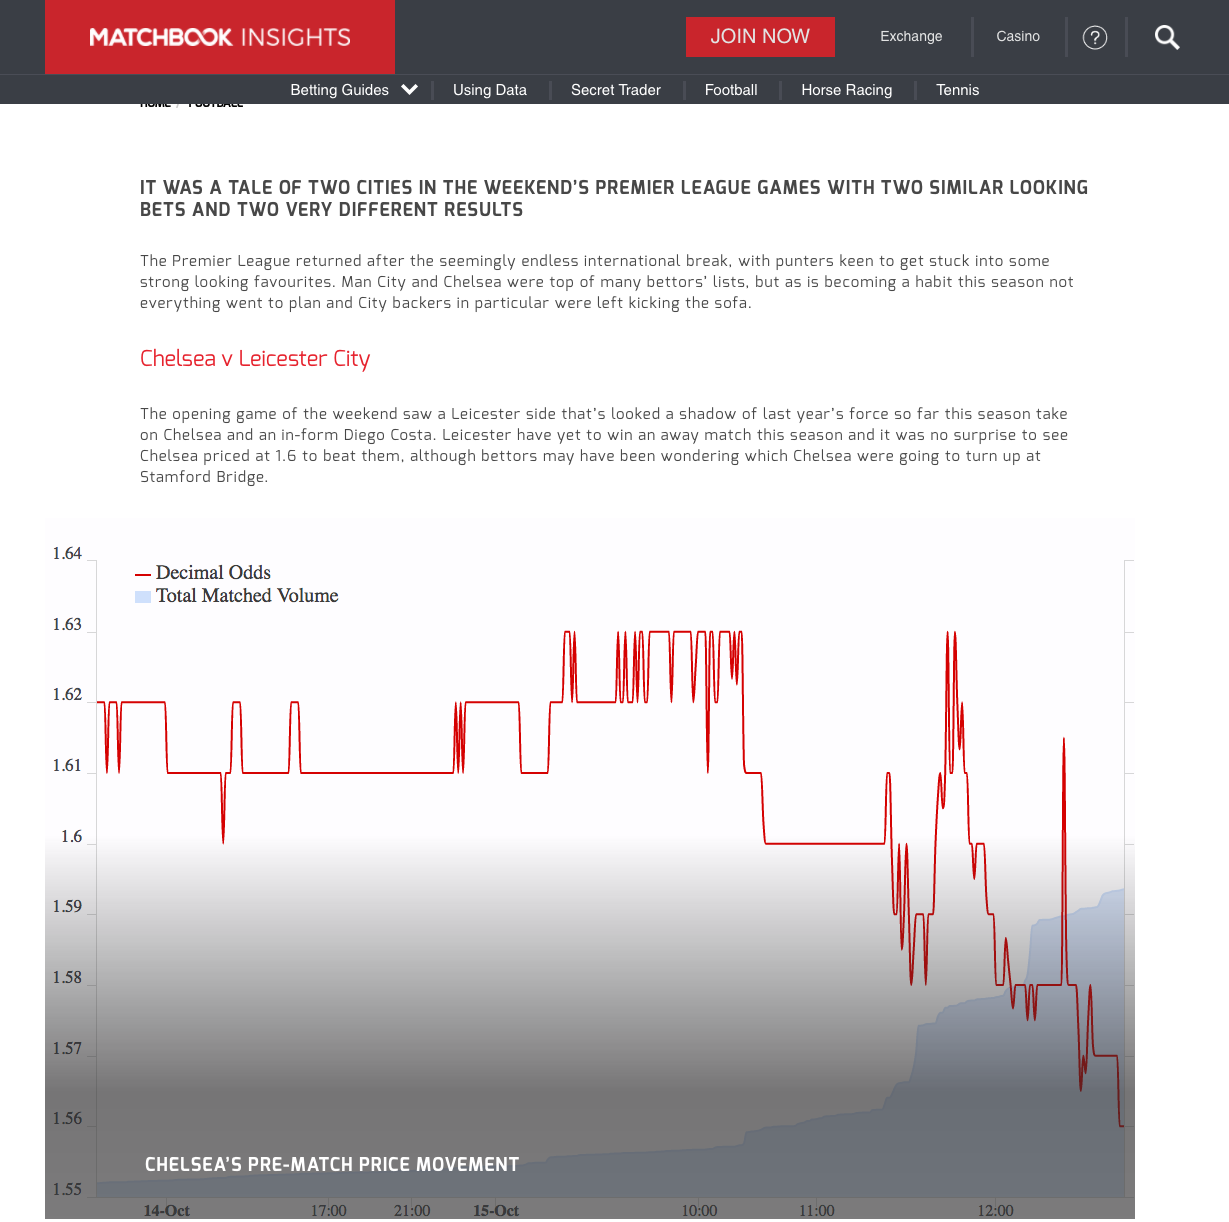 MATCHBOOK INSIGHTS
JOIN NOW
Exchange
Casino
?
Betting Guides
Using Data
Secret Trader
Football
Horse Racing
Tennis
HOME / FOOTBALL
IT WAS A TALE OF TWO CITIES IN THE WEEKEND'S PREMIER LEAGUE GAMES WITH TWO SIMILAR LOOKING
BETS AND TWO VERY DIFFERENT RESULTS
The Premier League returned after the seemingly endless international break, with punters keen to get stuck into some
strong looking favourites. Man City and Chelsea were top of many bettors' lists, but as is becoming a habit this season not
everything went to plan and City backers in particular were left kicking the sofa.
Chelsea v Leicester City
The opening game of the weekend saw a Leicester side that's looked a shadow of last year's force so far this season take
on Chelsea and an in-form Diego Costa. Leicester have yet to win an away match this season and it was no surprise to see
Chelsea priced at 1.6 to beat them, although bettors may have been wondering which Chelsea were going to turn up at
Stamford Bridge.
1.64
Decimal Odds
Total Matched Volume
1.63
1.62
1.61
1.6
1.59
1.58
1.57
1.56
CHELSEA'S PRE-MATCH PRICE MOVEMENT
1.55
14-Oct
17:00
21:00
15-Oct
10:00
11:00
12:00